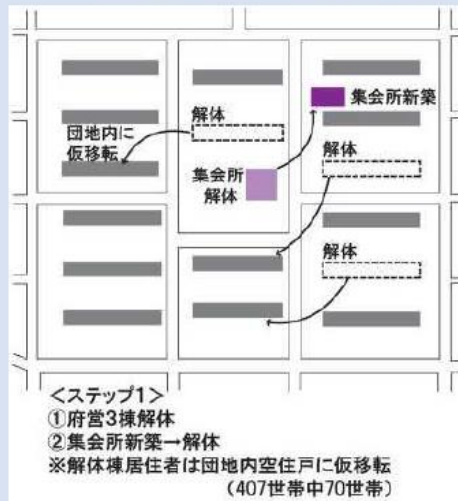 解体
集会所新築
団地内に
仮移転
集会所
解体
解体
解体
<ステップ1>
①府営3棟解体
②集会所新築→解体
※解体棟居住者は団地内空住戸に仮移転
(407世帯中70世帯)